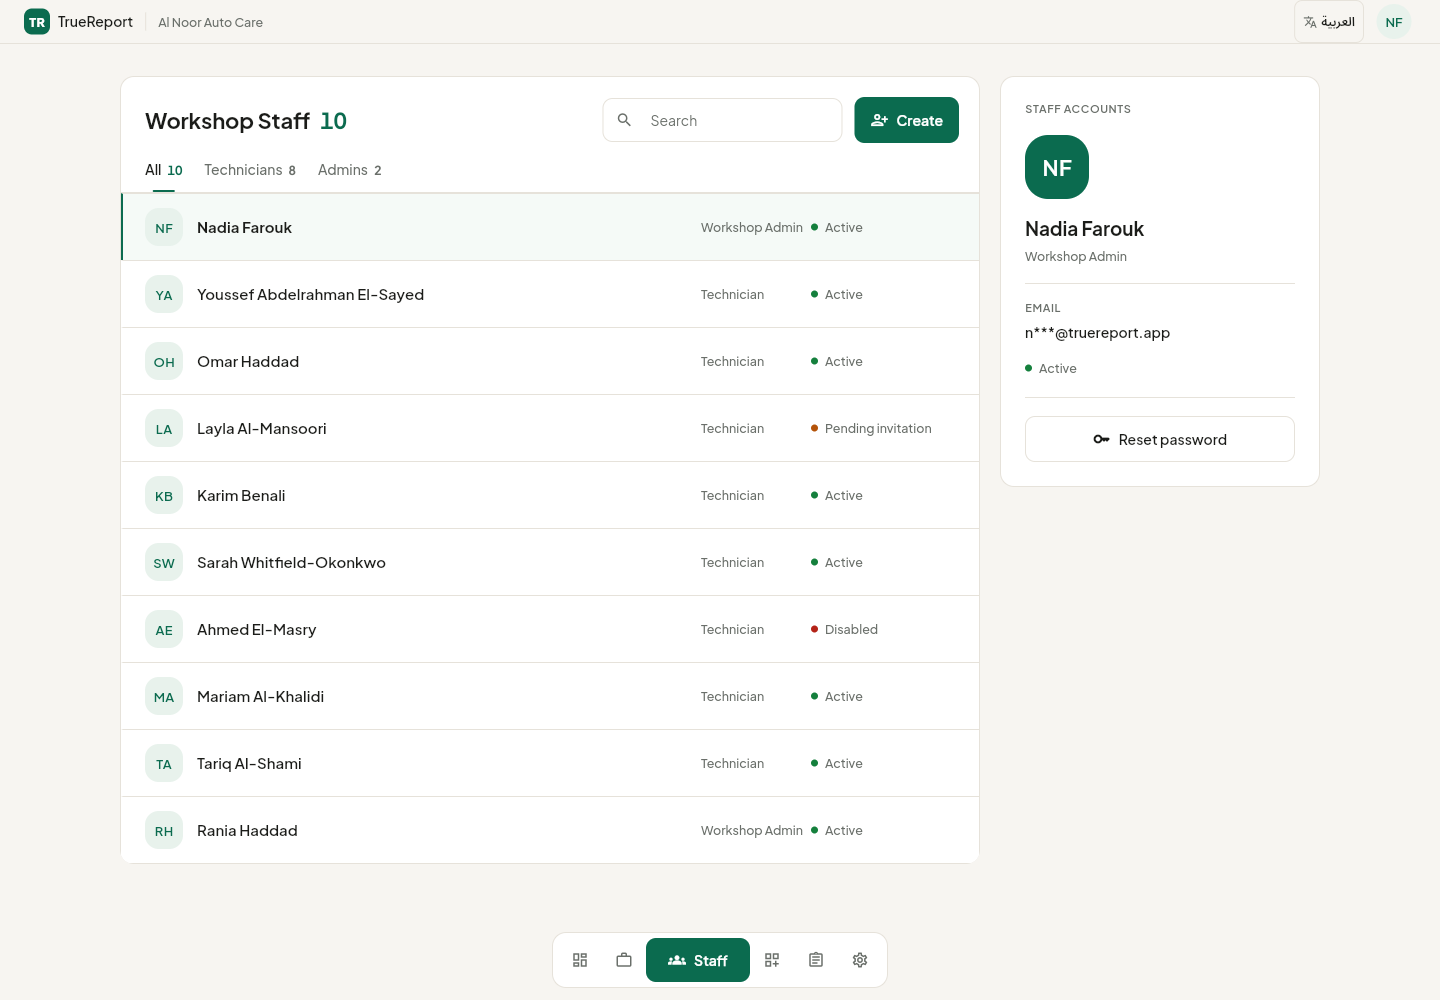 TR TrueReport Al Noor Auto Care العربية NF
Workshop Staff 10 Search Create
All 10 Technicians 8 Admins 2
NF Nadia Farouk Workshop Admin Active
YA Youssef Abdelrahman El-Sayed Technician Active
OH Omar Haddad Technician Active
LA Layla Al-Mansoori Technician Pending invitation
KB Karim Benali Technician Active
SW Sarah Whitfield-Okonkwo Technician Active
AE Ahmed El-Masry Technician Disabled
MA Mariam Al-Khalidi Technician Active
TA Tariq Al-Shami Technician Active
RH Rania Haddad Workshop Admin Active
STAFF ACCOUNTS
NF
Nadia Farouk
Workshop Admin
EMAIL
n***@truereport.app
Active
Reset password
Staff